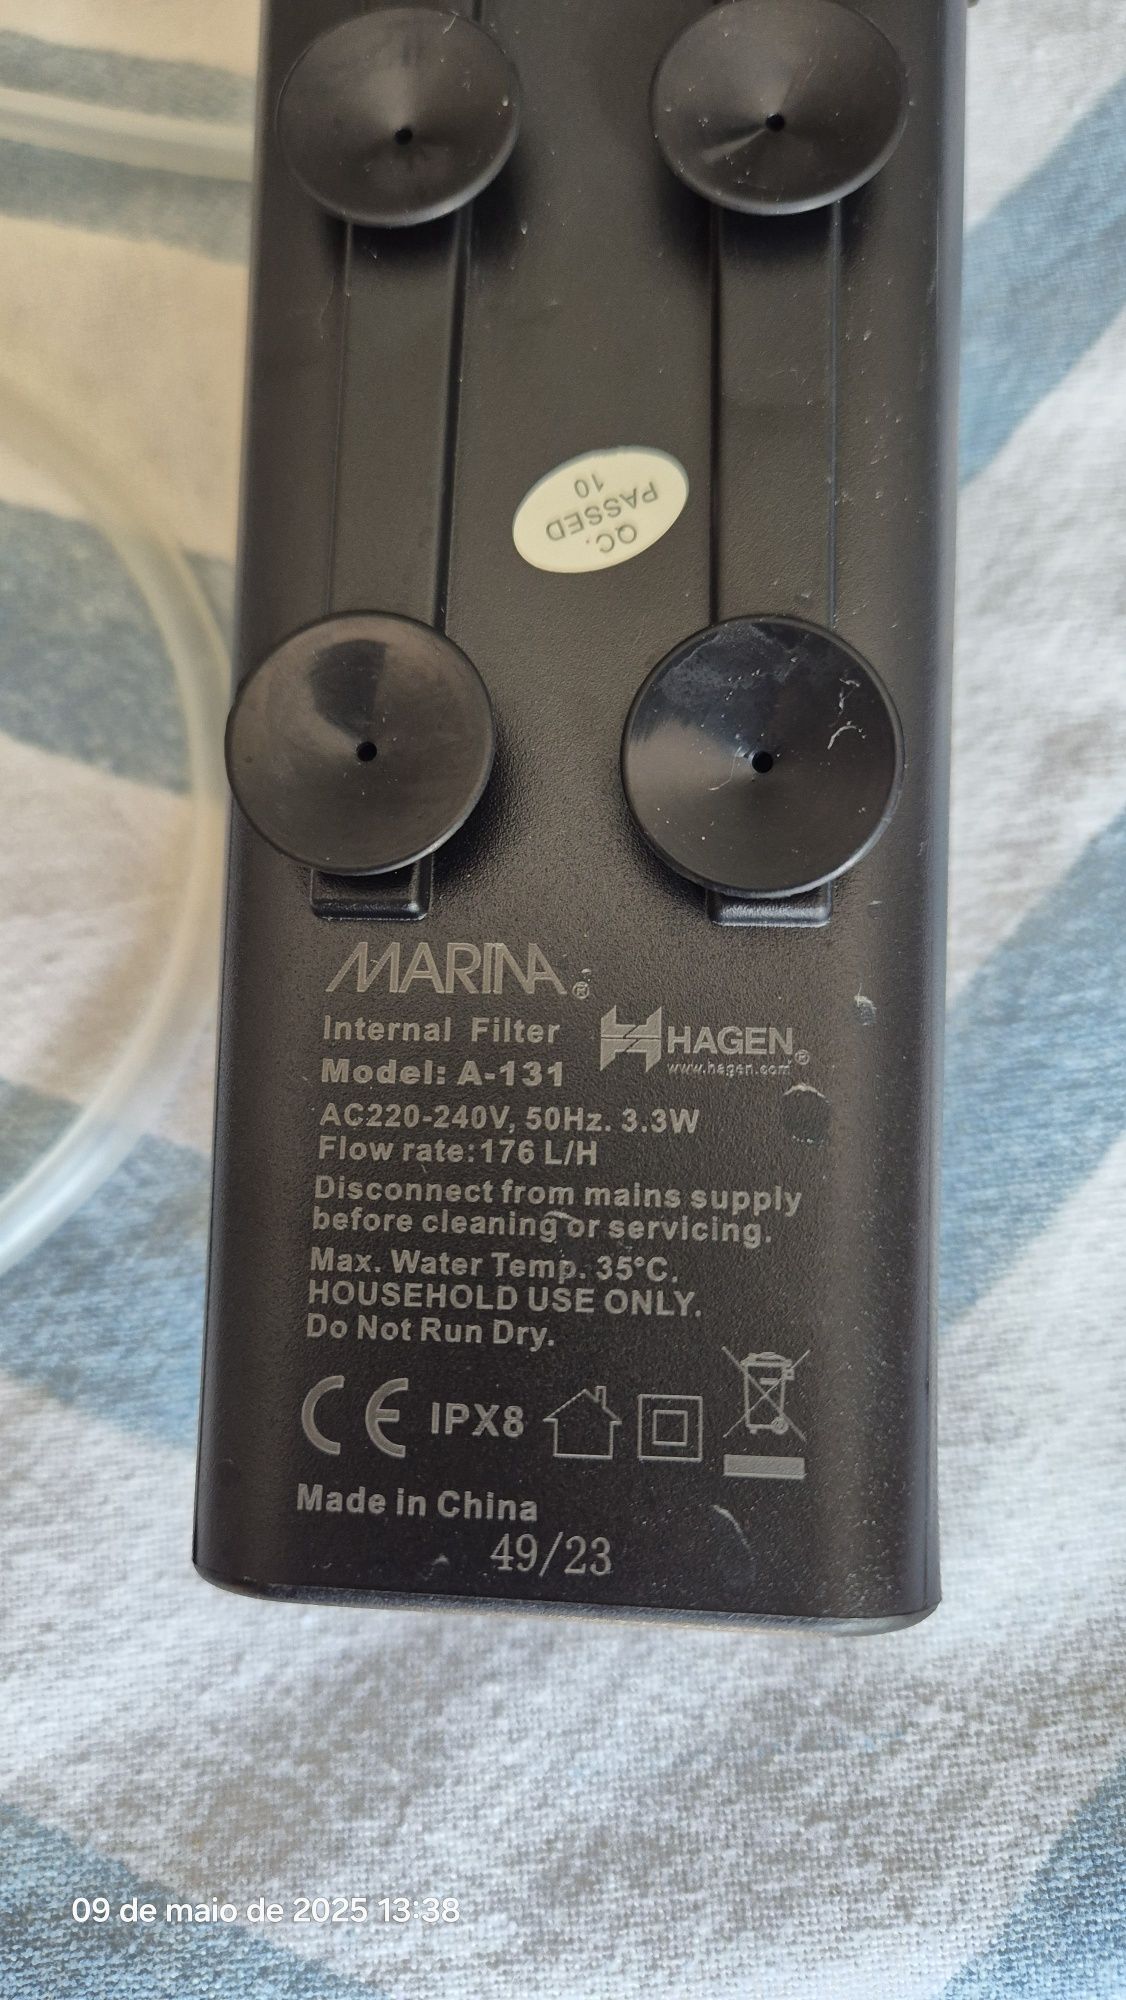 QC.
PASSED
10
MARINA®
Internal Filter
HAGEN®
www.hagen.com
Model: A-131
AC220-240V, 50Hz. 3.3W
Flow rate:176 L/H
Disconnect from mains supply
before cleaning or servicing.
Max. Water Temp. 35°C.
HOUSEHOLD USE ONLY.
Do Not Run Dry.
CE IPX8
Made in China
49/23
09 de maio de 2025 13:38